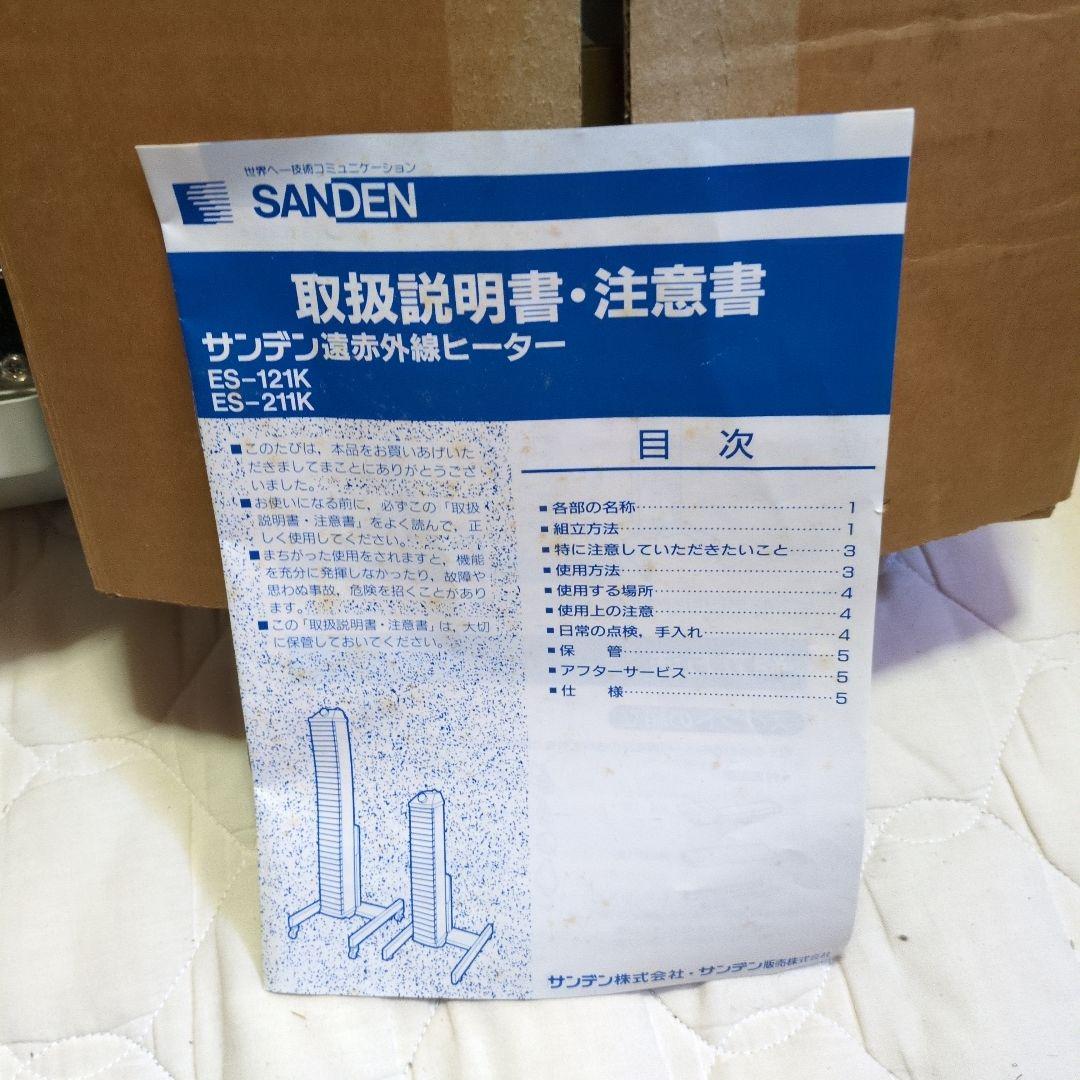 世界へ―技術コミュニケーション
SANDEN
取扱説明書・注意書
サンデン遠赤外線ヒーター
ES-121K
ES-211K
■このたびは，本品をお買いあげいた
だきましてまことにありがとうござ
いました。
■お使いになる前に，必ずこの「取扱
説明書・注意書」をよく読んで，正
しく使用してください。
■まちがった使用をされますと，機能
を充分に発揮しなかったり，故障や
思わぬ事故，危険を招くことがあり
ます。
■この「取扱説明書・注意書」は，大切
に保管しておいてください。
目 次
■各部の名称……………………………1
■組立方法………………………………1
■特に注意していただきたいこと………3
■使用方法………………………………3
■使用する場所…………………………4
■使用上の注意…………………………4
■日常の点検，手入れ…………………4
■保　　管………………………………5
■アフターサービス……………………5
■仕　　様………………………………5
サンデン株式会社・サンデン販売株式会社